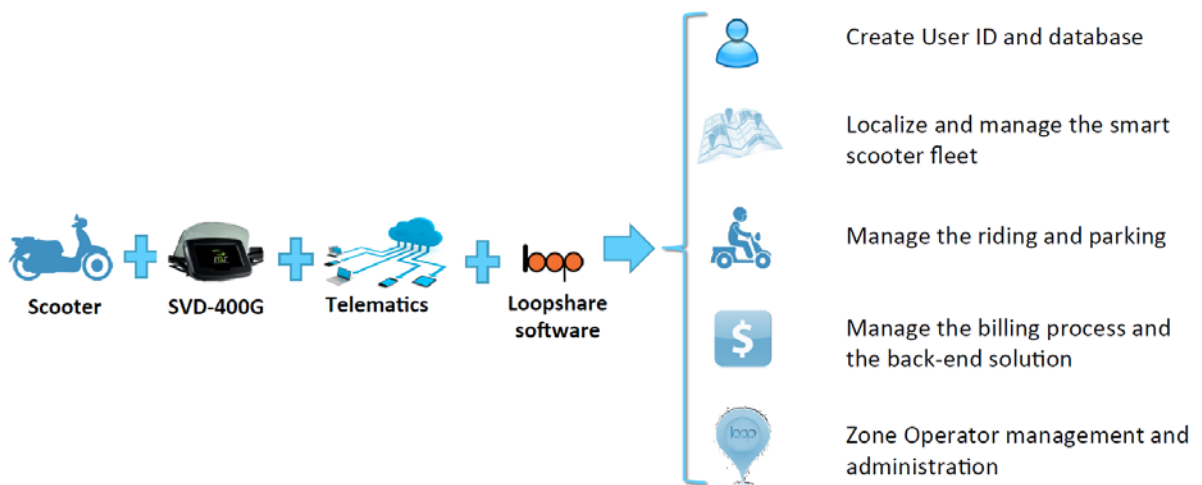 Create User ID and database
Localize and manage the smart
scooter fleet
Manage the riding and parking
Manage the billing process and
the back-end solution
Zone Operator management and
administration
Scooter
SVD-400G
Telematics
loop
Loopshare
software
$
loop